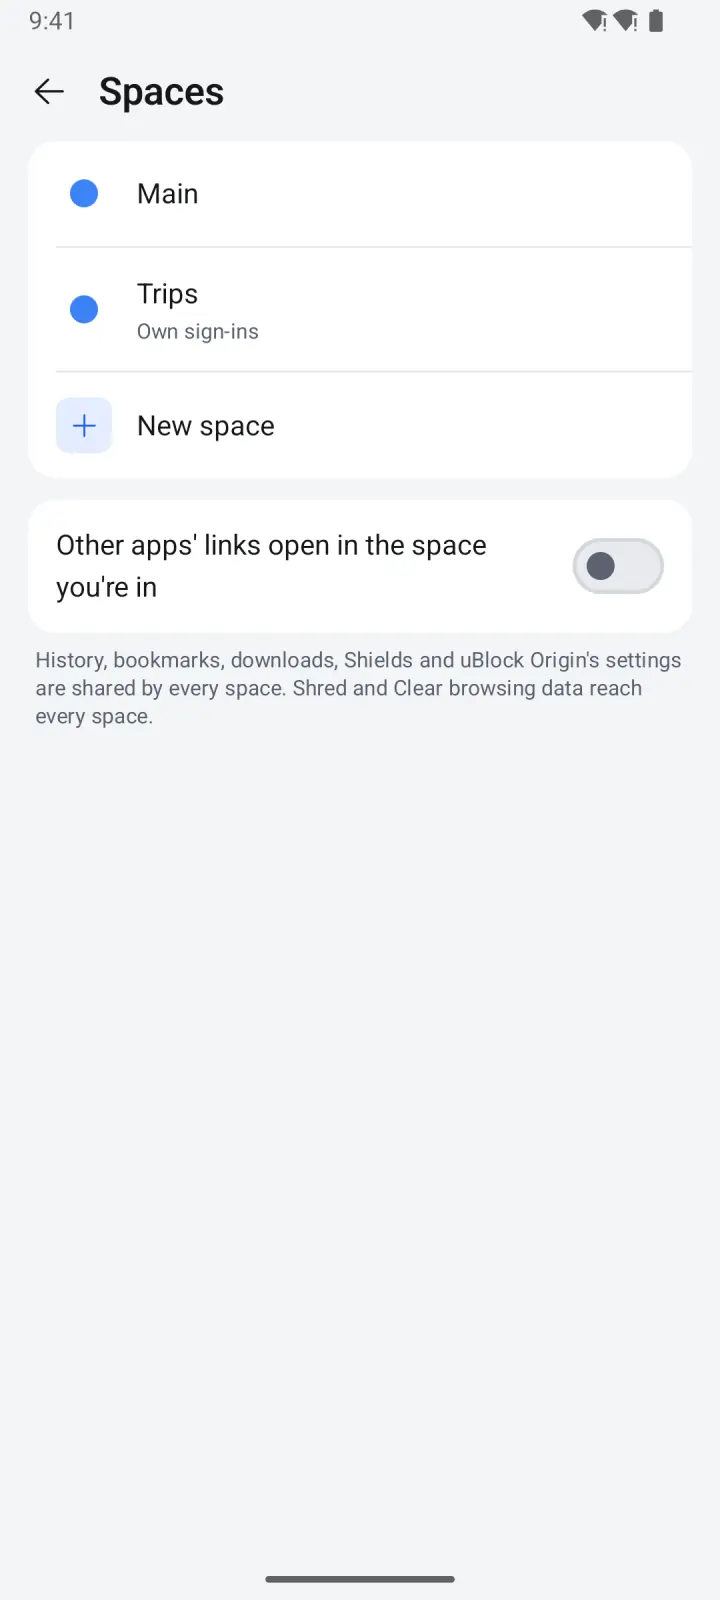 9:41
Spaces
Main
Trips
Own sign-ins
New space
Other apps' links open in the space
you're in
History, bookmarks, downloads, Shields and uBlock Origin's settings
are shared by every space. Shred and Clear browsing data reach
every space.